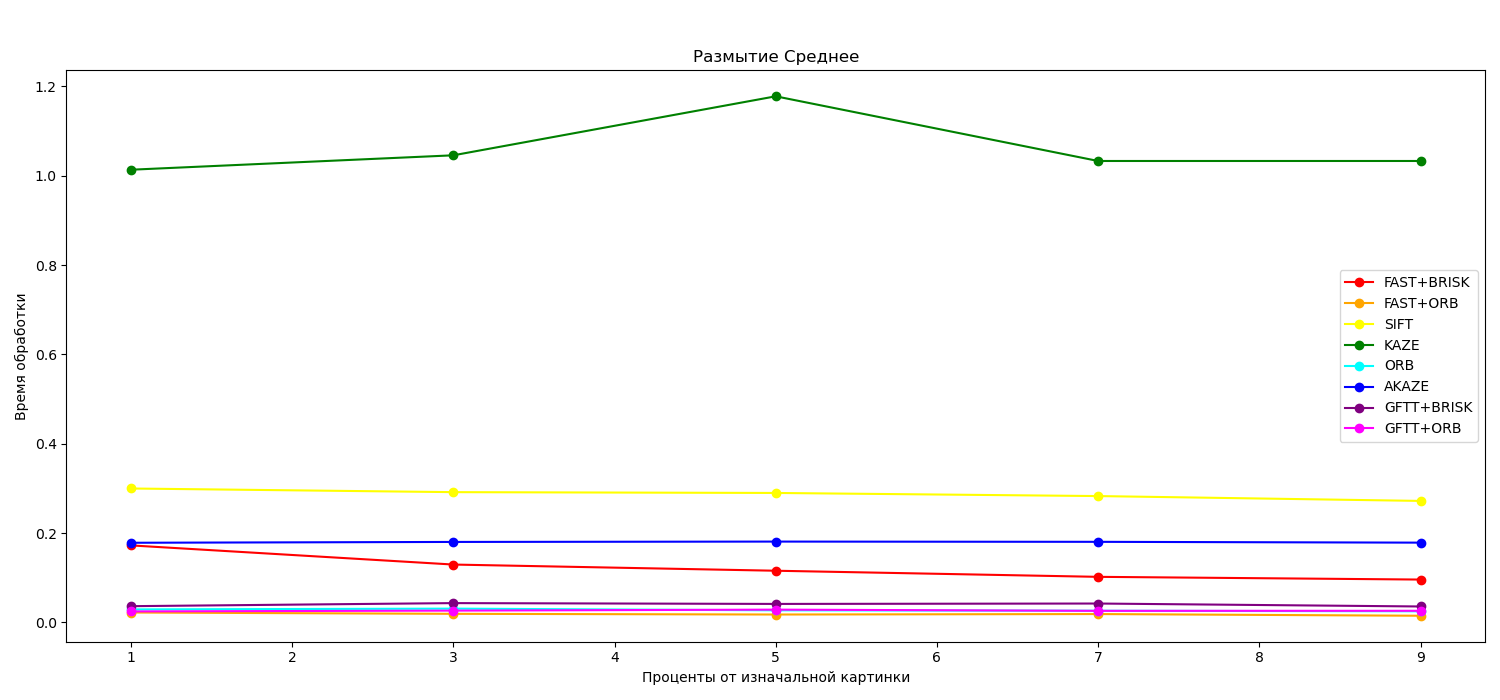 Размытие Среднее
Время обработки
1.2
1.0
0.8
0.6
0.4
0.2
0.0
FAST+BRISK
FAST+ORB
SIFT
KAZE
ORB
AKAZE
GFTT+BRISK
GFTT+ORB
1 2 3 4 5 6 7 8 9
Проценты от изначальной картинки